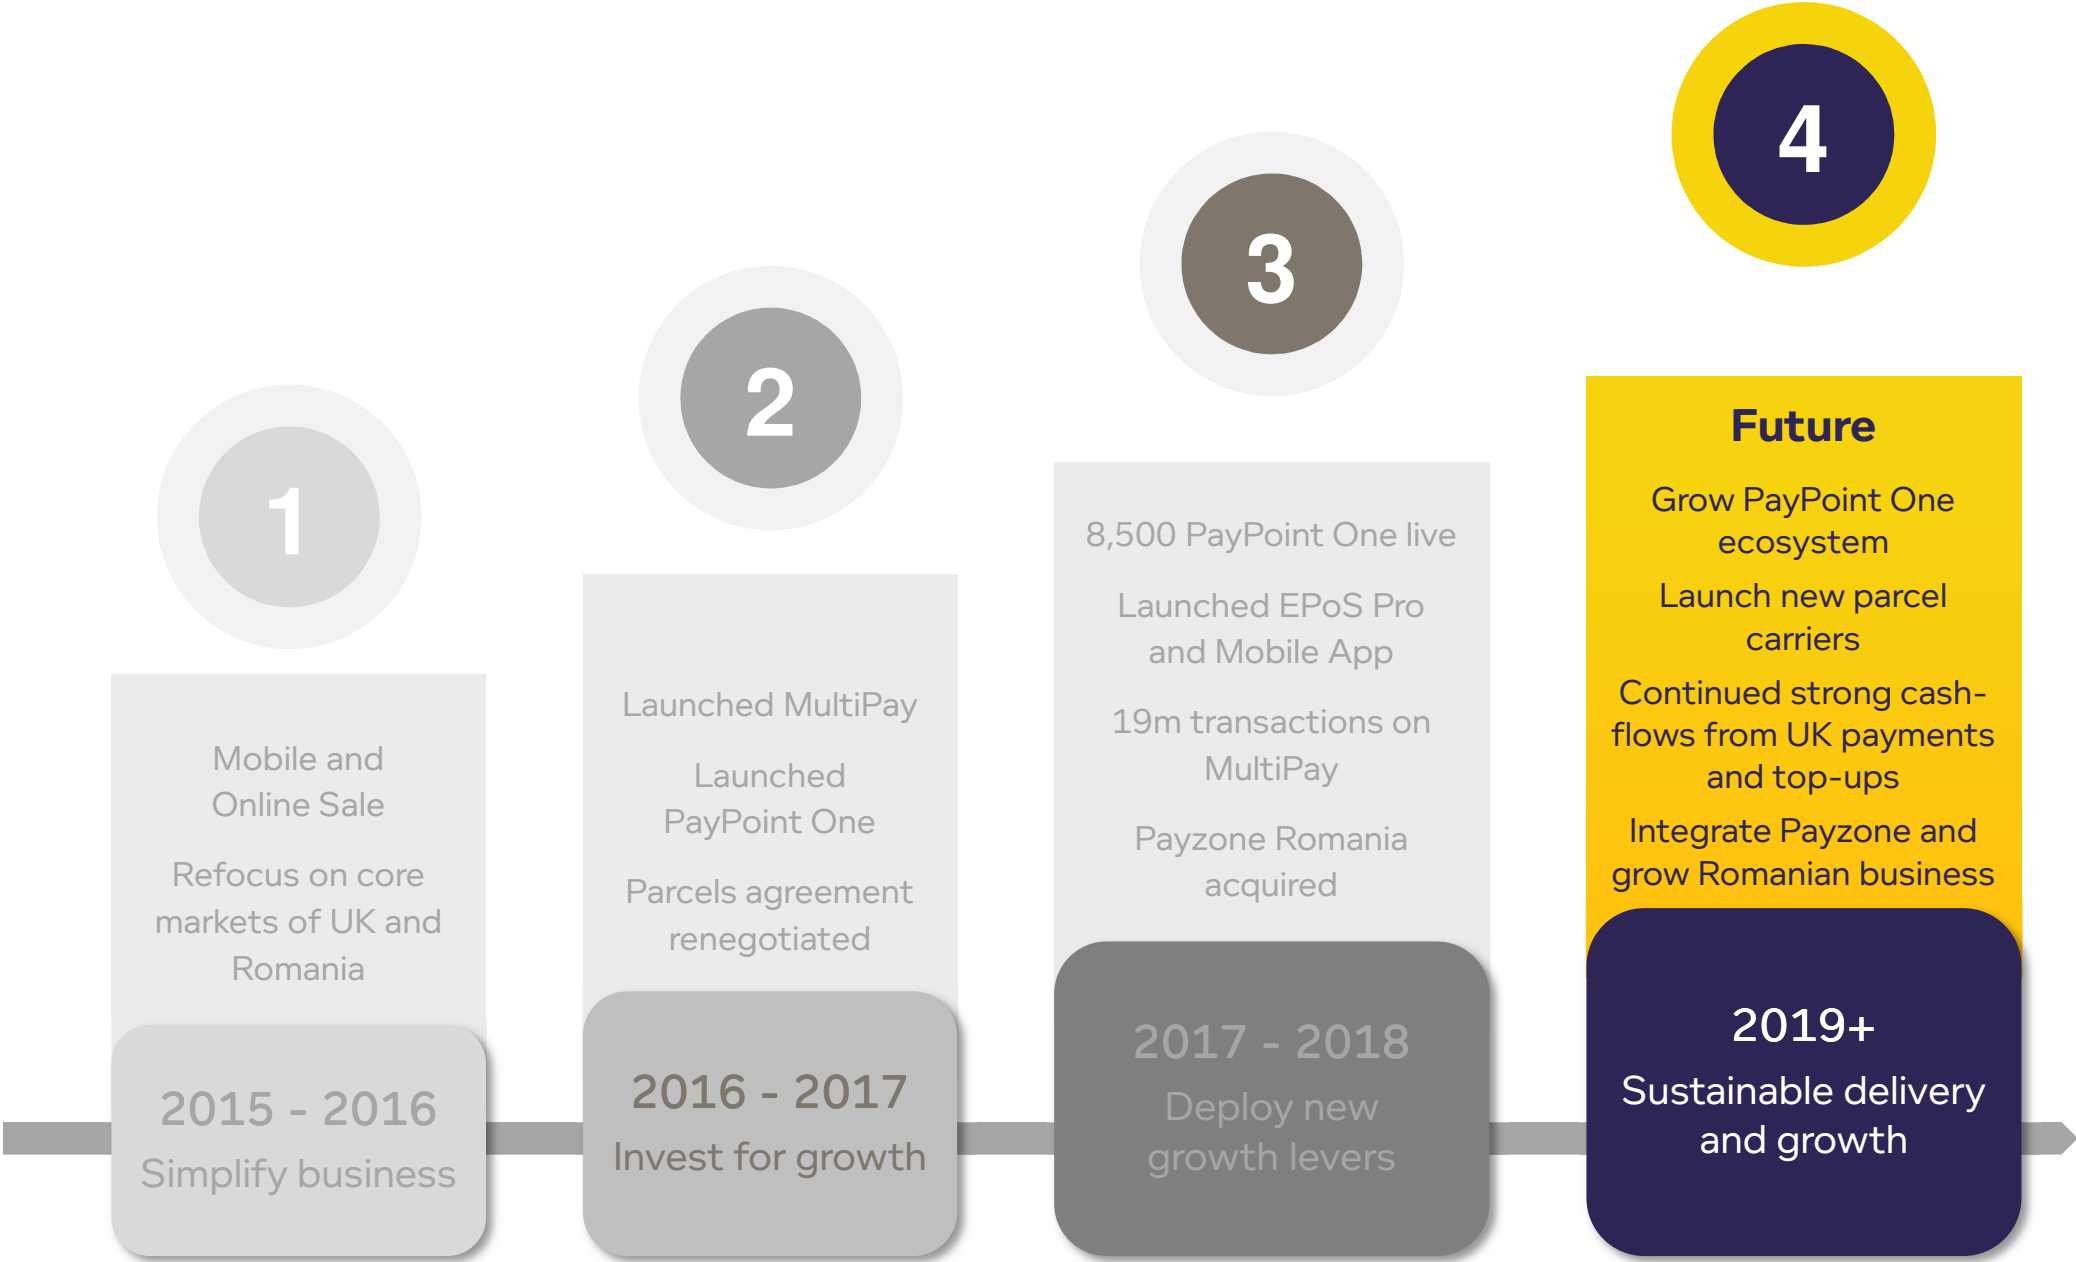 1
Mobile and
Online Sale
Refocus on core
markets of UK and
Romania
2015 - 2016
Simplify business
2
Launched MultiPay
Launched
PayPoint One
Parcels agreement
renegotiated
2016 - 2017
Invest for growth
3
8,500 PayPoint One live
Launched EPoS Pro
and Mobile App
19m transactions on
MultiPay
Payzone Romania
acquired
2017 - 2018
Deploy new
growth levers
4
Future
Grow PayPoint One
ecosystem
Launch new parcel
carriers
Continued strong cash-
flows from UK payments
and top-ups
Integrate Payzone and
grow Romanian business
2019+
Sustainable delivery
and growth